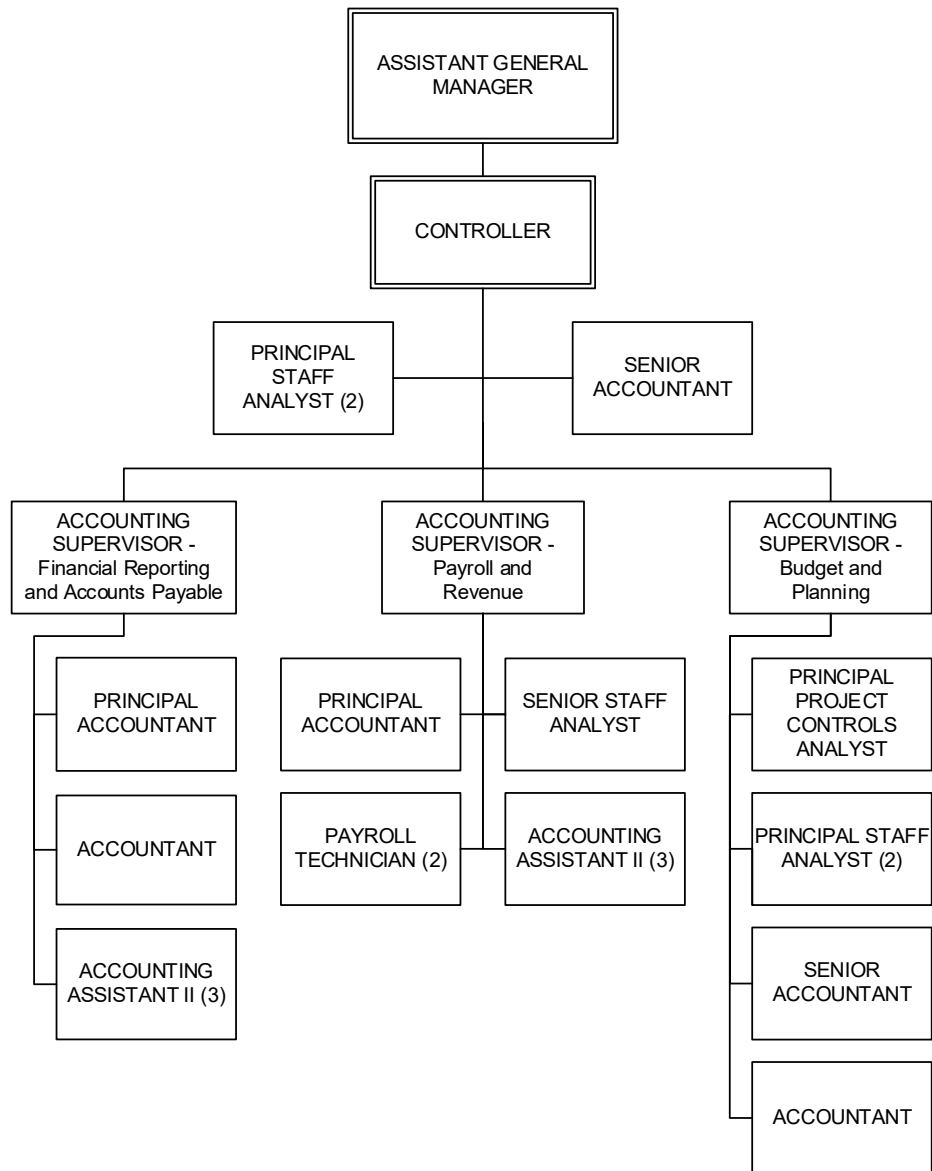 ASSISTANT GENERAL
MANAGER
CONTROLLER
PRINCIPAL
STAFF
ANALYST (2)
SENIOR
ACCOUNTANT
ACCOUNTING
SUPERVISOR -
Financial Reporting
and Accounts Payable
ACCOUNTING
SUPERVISOR -
Payroll and
Revenue
ACCOUNTING
SUPERVISOR -
Budget and
Planning
PRINCIPAL
ACCOUNTANT
ACCOUNTANT
ACCOUNTING
ASSISTANT II (3)
PRINCIPAL
ACCOUNTANT
SENIOR STAFF
ANALYST
PAYROLL
TECHNICIAN (2)
ACCOUNTING
ASSISTANT II (3)
PRINCIPAL
PROJECT
CONTROLS
ANALYST
PRINCIPAL STAFF
ANALYST (2)
SENIOR
ACCOUNTANT
ACCOUNTANT